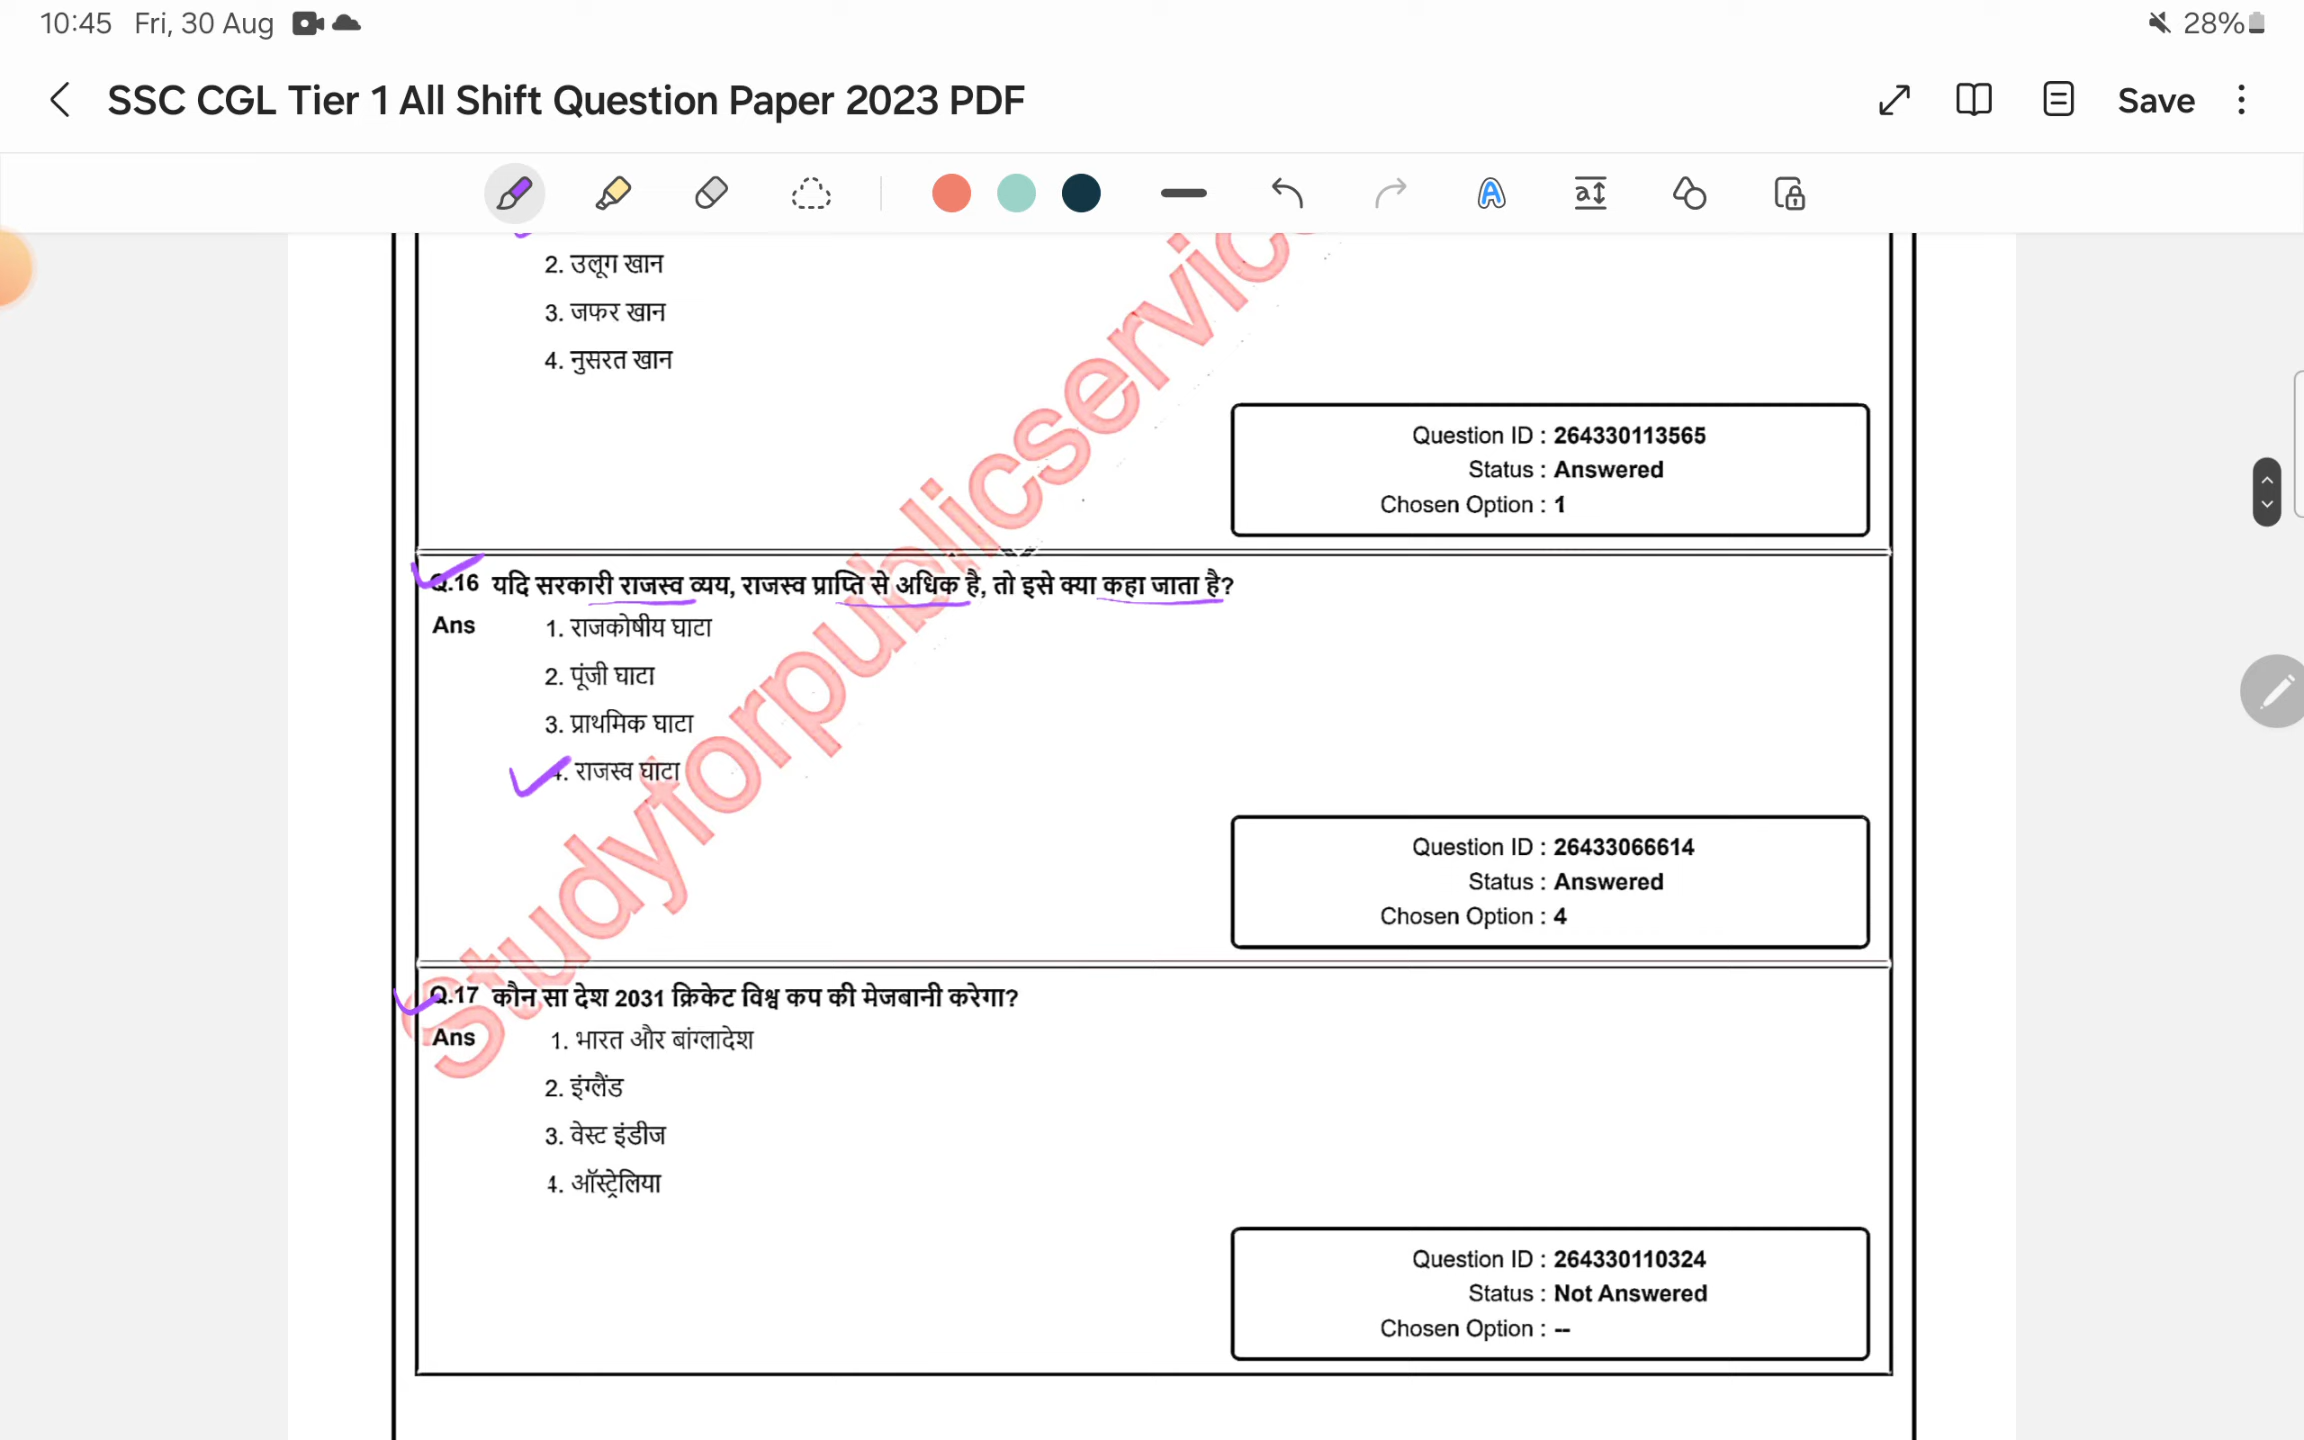 10:45 Fri, 30 Aug
28%
SSC CGL Tier 1 All Shift Question Paper 2023 PDF
Save
2. उलूग खान
3. जफर खान
4. नुसरत खान
Question ID : 264330113565
Status : Answered
Chosen Option : 1
Q.16 यदि सरकारी राजस्व व्यय, राजस्व प्राप्ति से अधिक है, तो इसे क्या कहा जाता है?
Ans 1. राजकोषीय घाटा
2. पूंजी घाटा
3. प्राथमिक घाटा
4. राजस्व घाटा
Question ID : 26433066614
Status : Answered
Chosen Option : 4
Q.17 कौन सा देश 2031 क्रिकेट विश्व कप की मेजबानी करेगा?
Ans 1. भारत और बांग्लादेश
2. इंग्लैंड
3. वेस्ट इंडीज
4. ऑस्ट्रेलिया
Question ID : 264330110324
Status : Not Answered
Chosen Option : --
Studyforpublicservic